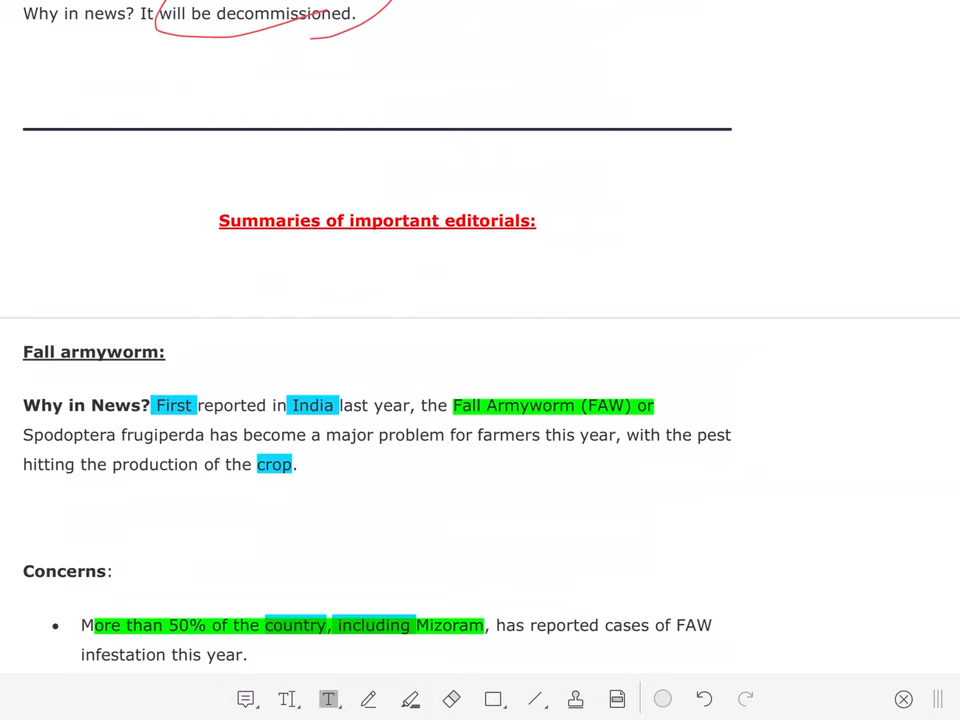 Why in news? It will be decommissioned.
Summaries of important editorials:
Fall armyworm:
Why in News? First reported in India last year, the Fall Armyworm (FAW) or
Spodoptera frugiperda has become a major problem for farmers this year, with the pest
hitting the production of the crop.
Concerns:
• More than 50% of the country, including Mizoram, has reported cases of FAW
infestation this year.